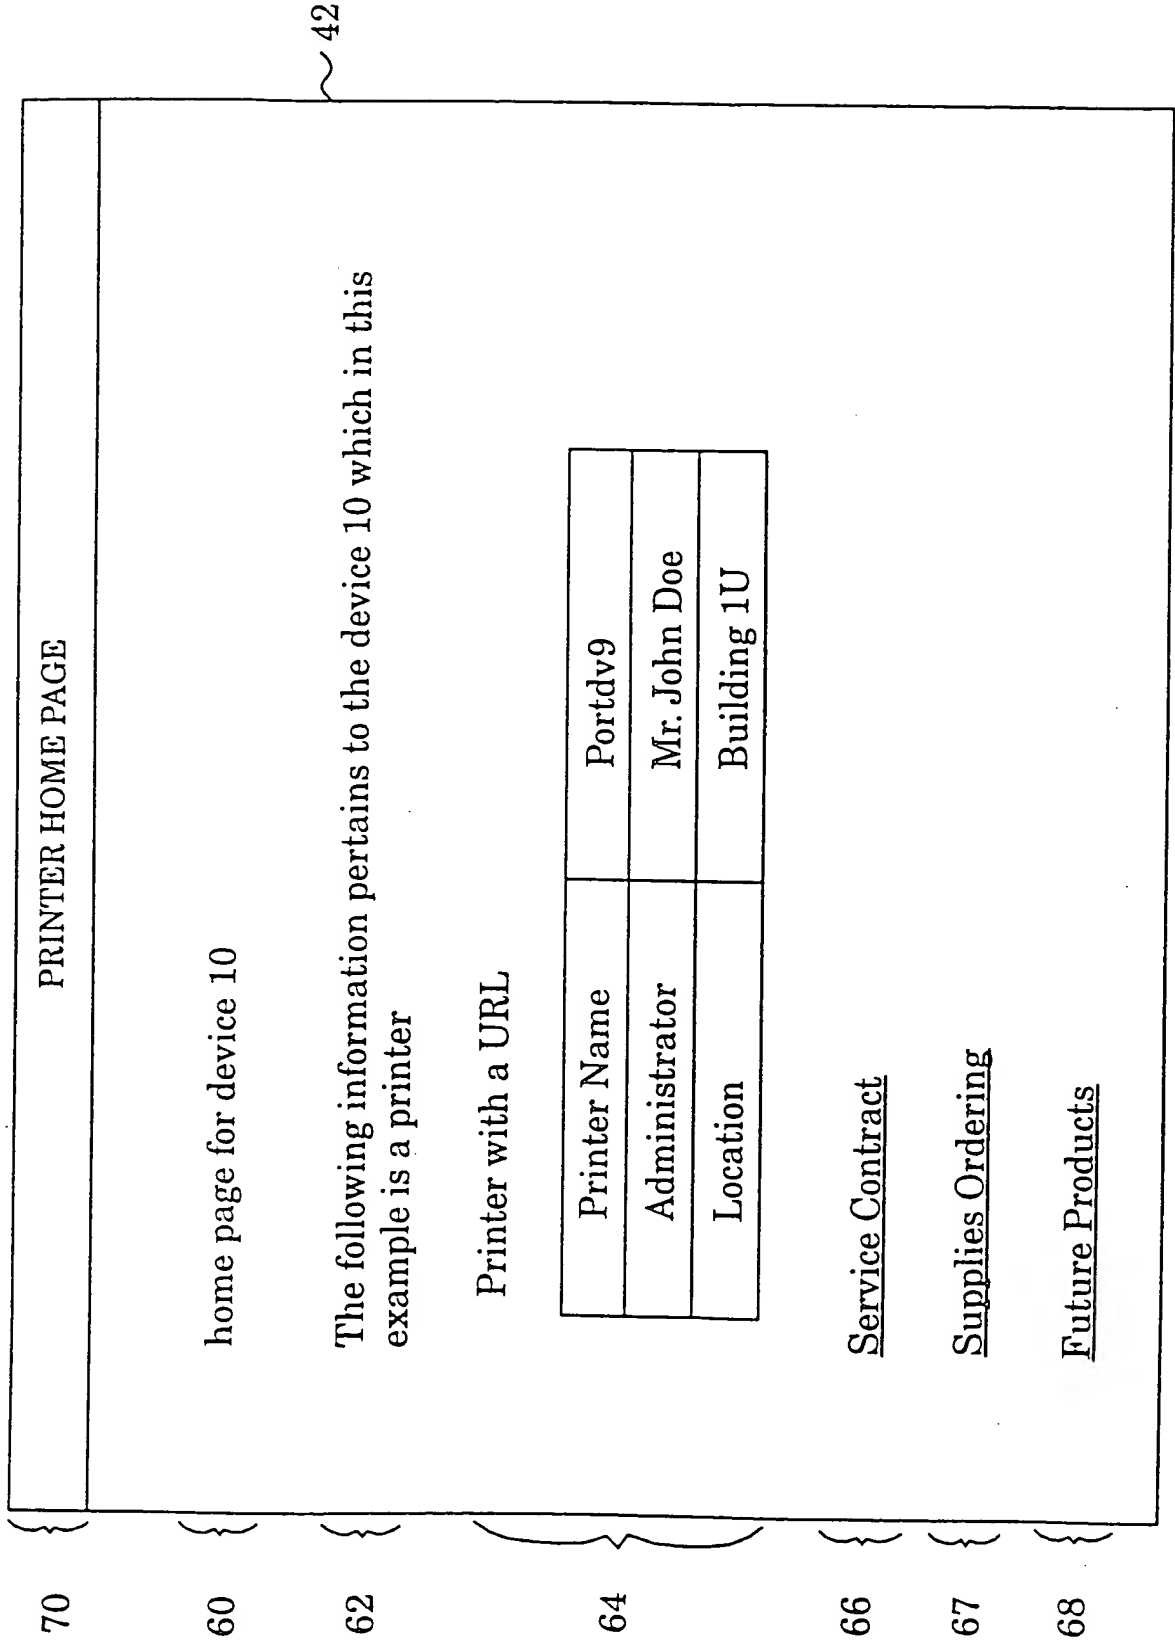 42
70 PRINTER HOME PAGE
60 home page for device 10
62 The following information pertains to the device 10 which in this
example is a printer
Printer with a URL
64
Printer Name Portdv9
Administrator Mr. John Doe
Location Building 1U
66 Service Contract
67 Supplies Ordering
68 Future Products